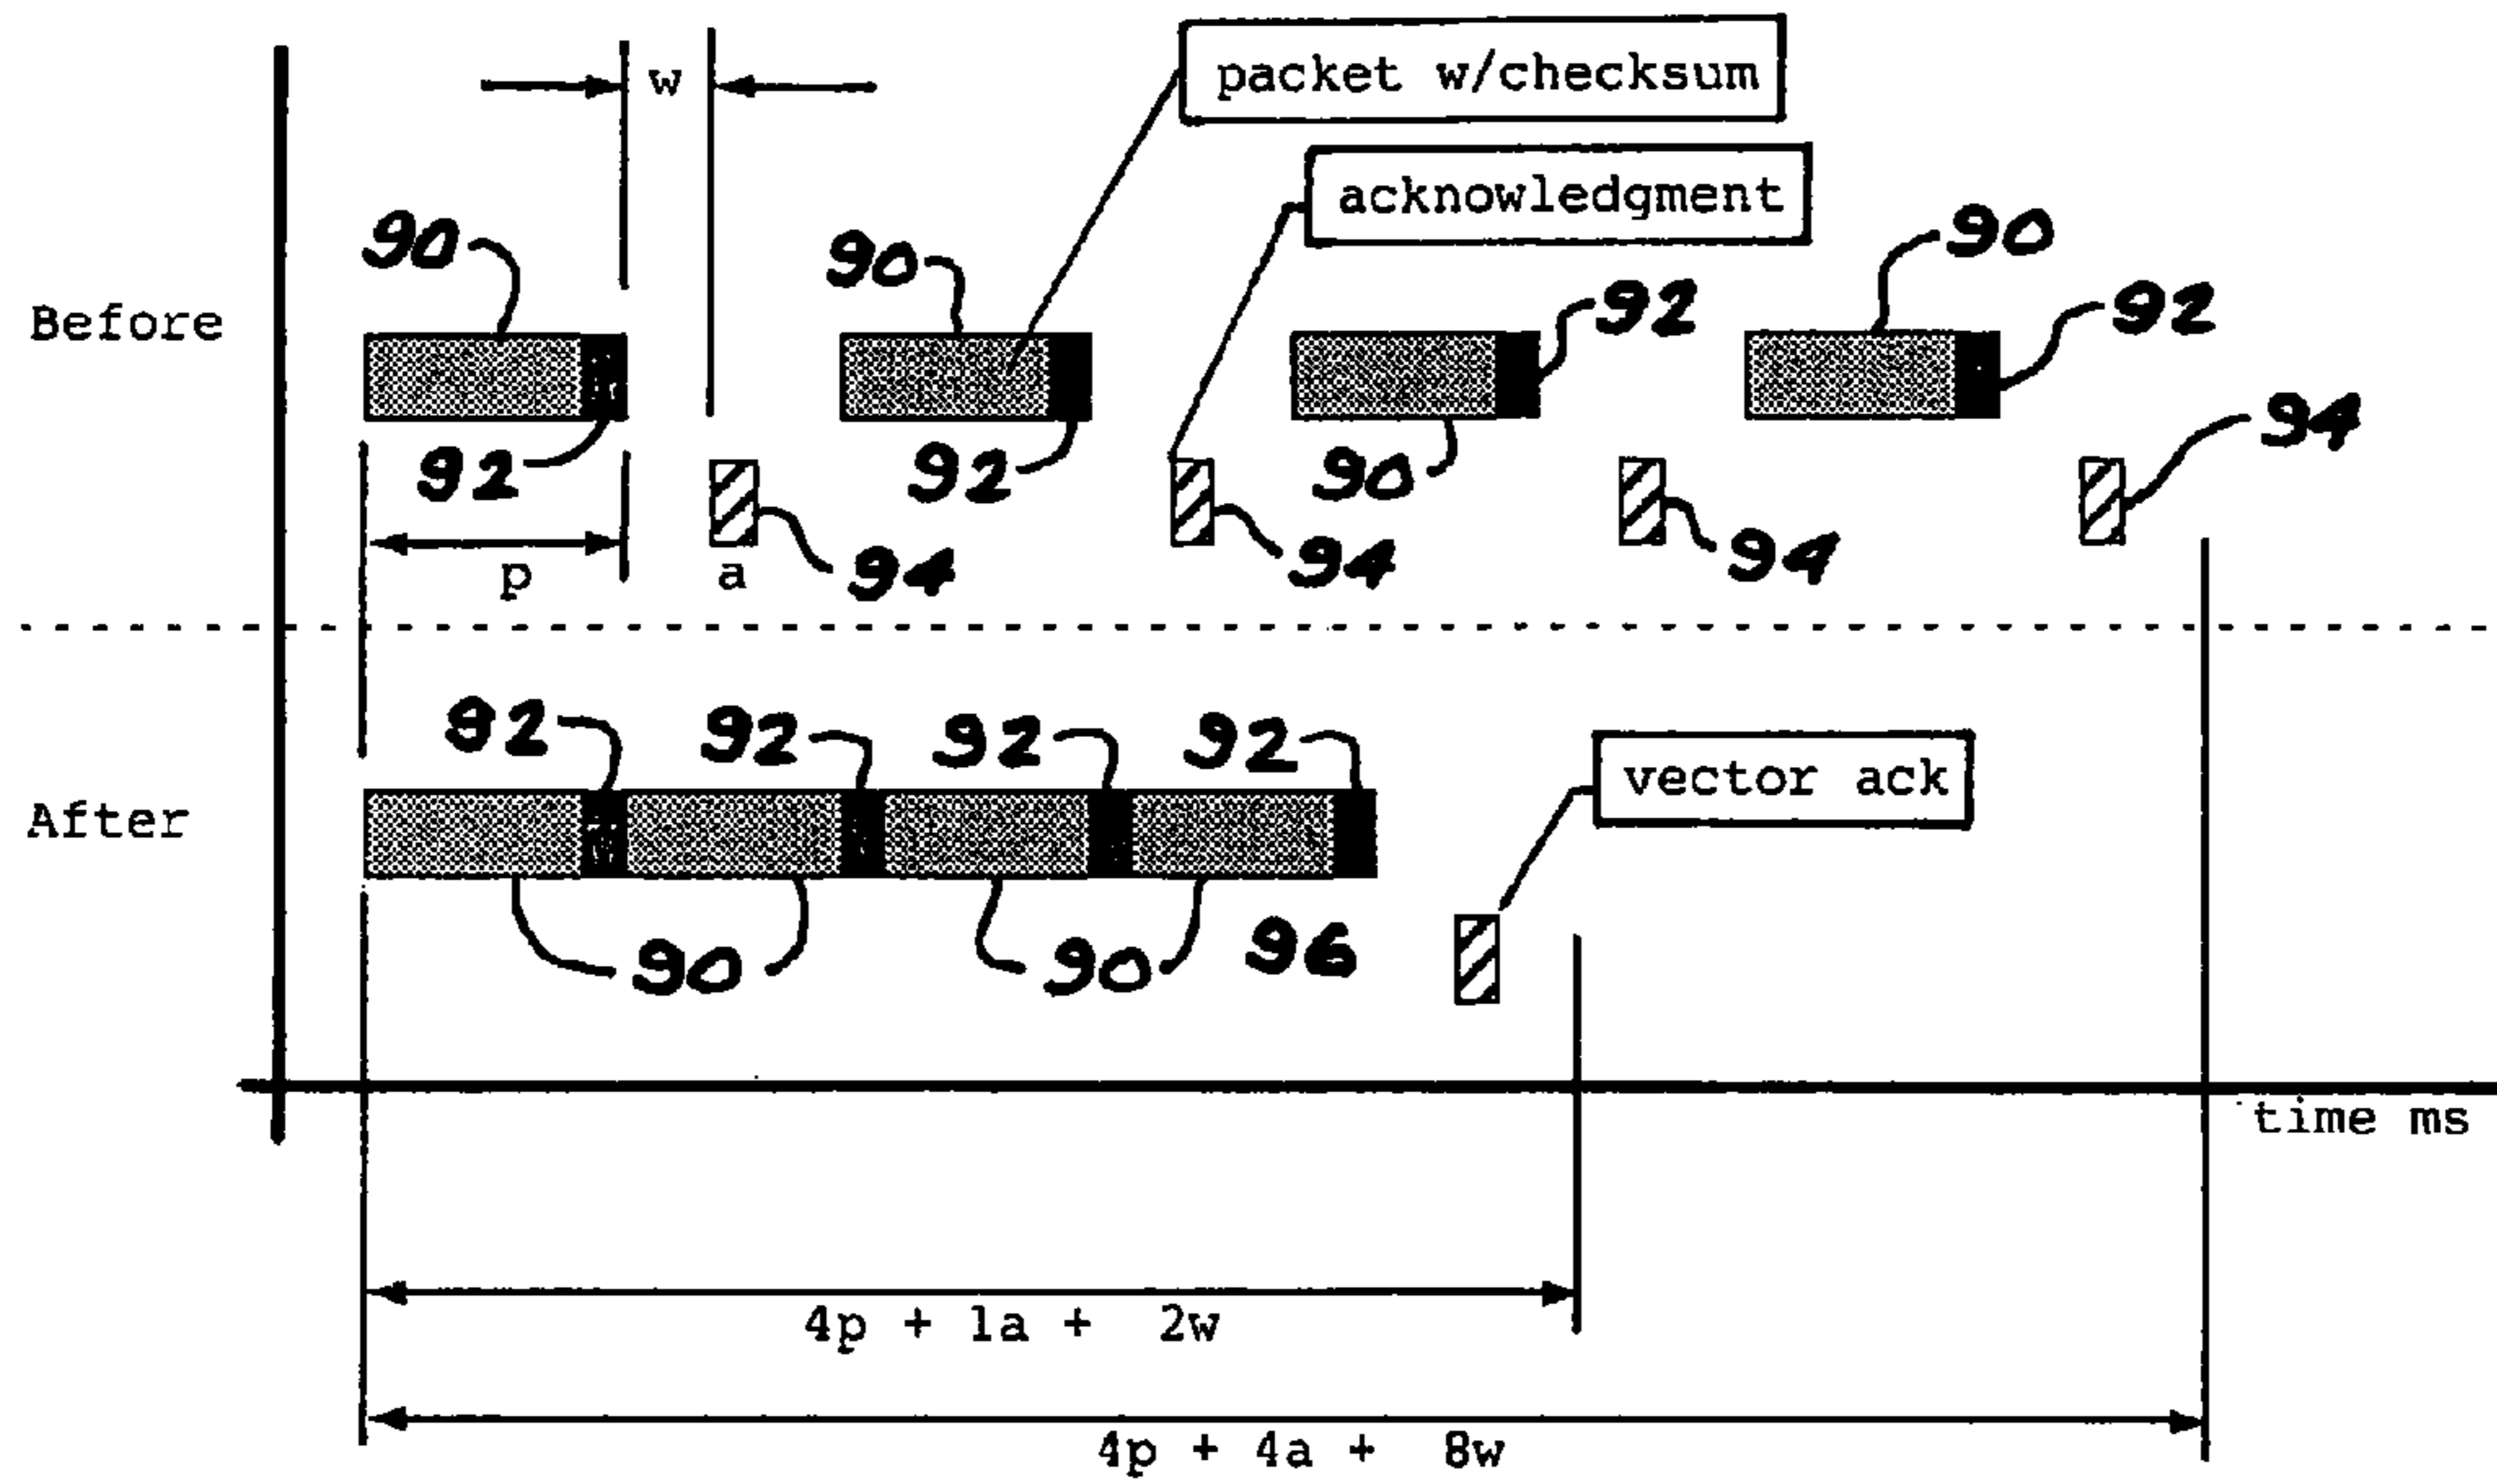 w
packet w/checksum
acknowledgment
90
90
90
92
92
Before
94
92
92
90
94
94
94
p
a
92
92
92
92
vector ack
After
90
90
96
time ms
4p + 1a + 2w
4p + 4a + 8w